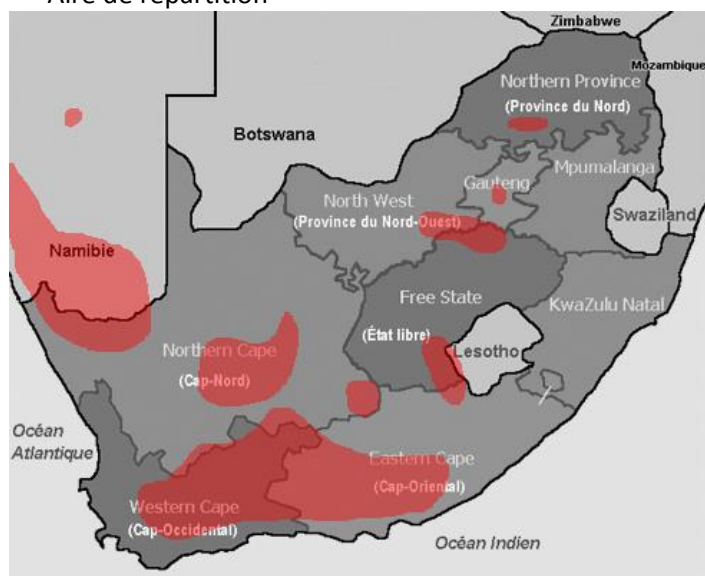 Aire de répartition
Zimbabwe
Mozambique
Northern Province
(Province du Nord)
Botswana
Mpumalanga
Gauteng
North West
(Province du Nord-Ouest)
Swaziland
Namibie
Free State
KwaZulu Natal
(État libre)
Lesotho
Northern Cape
(Cap-Nord)
Océan
Atlantique
Eastern Cape
(Cap-Oriental)
Western Cape
(Cap-Occidental)
Océan Indien